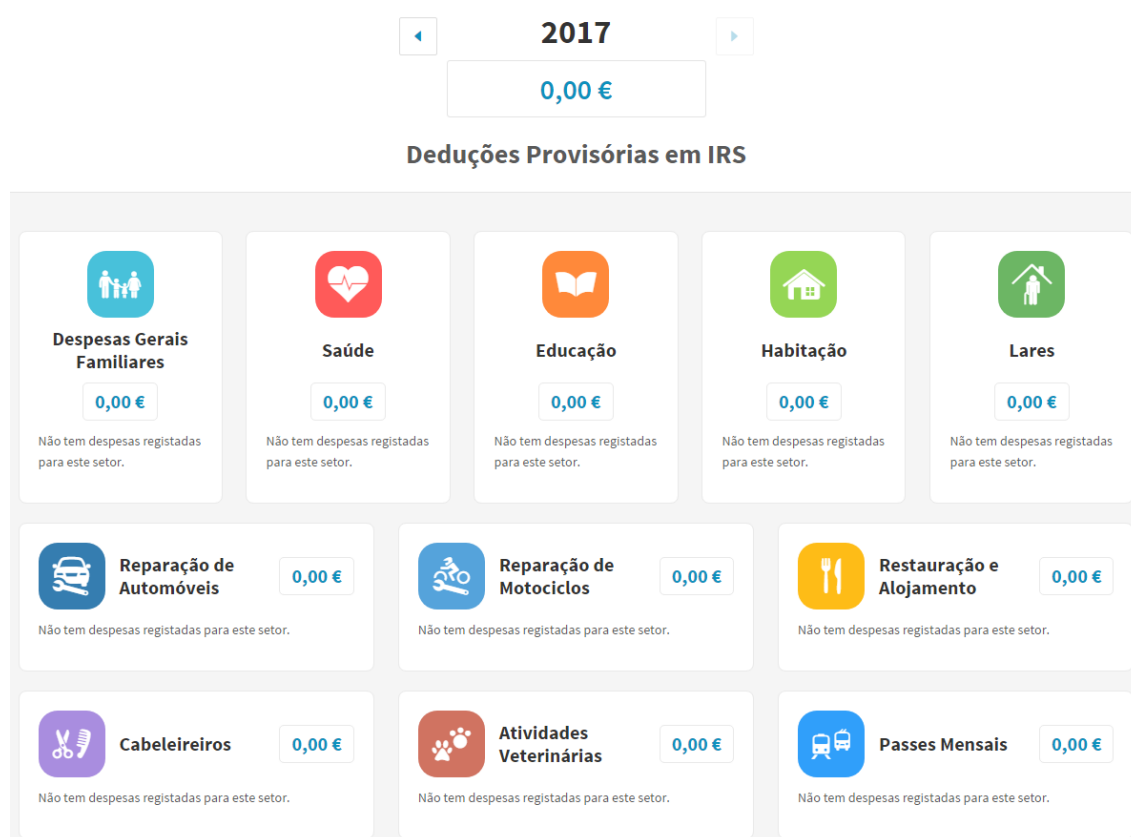 2017
0,00 €
Deduções Provisórias em IRS
Despesas Gerais
Familiares
0,00 €
Não tem despesas registadas
para este setor.
Saúde
0,00 €
Não tem despesas registadas
para este setor.
Educação
0,00 €
Não tem despesas registadas
para este setor.
Habitação
0,00 €
Não tem despesas registadas
para este setor.
Lares
0,00 €
Não tem despesas registadas
para este setor.
Reparação de
Automóveis
0,00 €
Não tem despesas registadas para este setor.
Reparação de
Motociclos
0,00 €
Não tem despesas registadas para este setor.
Restauração e
Alojamento
0,00 €
Não tem despesas registadas para este setor.
Cabeleireiros
0,00 €
Não tem despesas registadas para este setor.
Atividades
Veterinárias
0,00 €
Não tem despesas registadas para este setor.
Passes Mensais
0,00 €
Não tem despesas registadas para este setor.